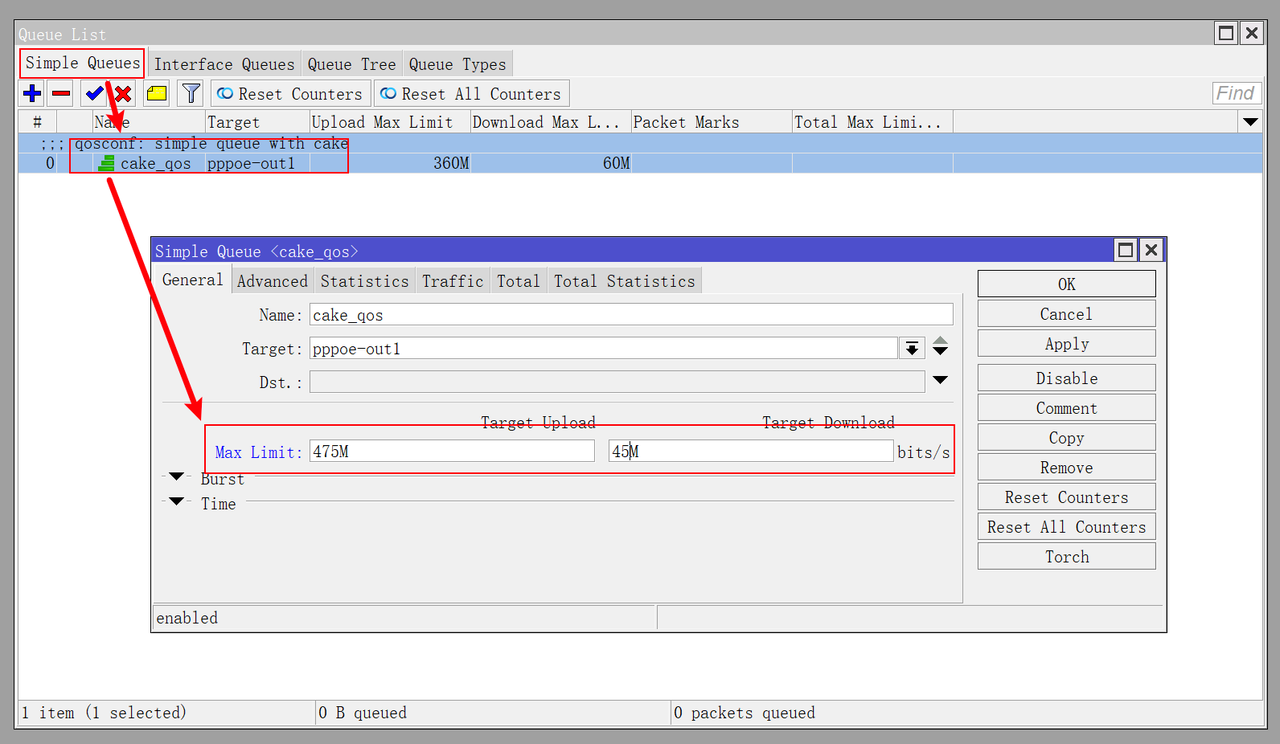 Queue List
Simple Queues Interface Queues Queue Tree Queue Types
Reset Counters Reset All Counters Find
# Name Target Upload Max Limit Download Max L... Packet Marks Total Max Limi...
;;; qosconf: simple queue with cake
0 cake_qos pppoe-out1 360M 60M
Simple Queue <cake_qos>
General Advanced Statistics Traffic Total Total Statistics
Name: cake_qos
Target: pppoe-out1
Dst.:
Target Upload Target Download
Max Limit: 475M 45M bits/s
Burst
Time
OK
Cancel
Apply
Disable
Comment
Copy
Remove
Reset Counters
Reset All Counters
Torch
enabled
1 item (1 selected) 0 B queued 0 packets queued